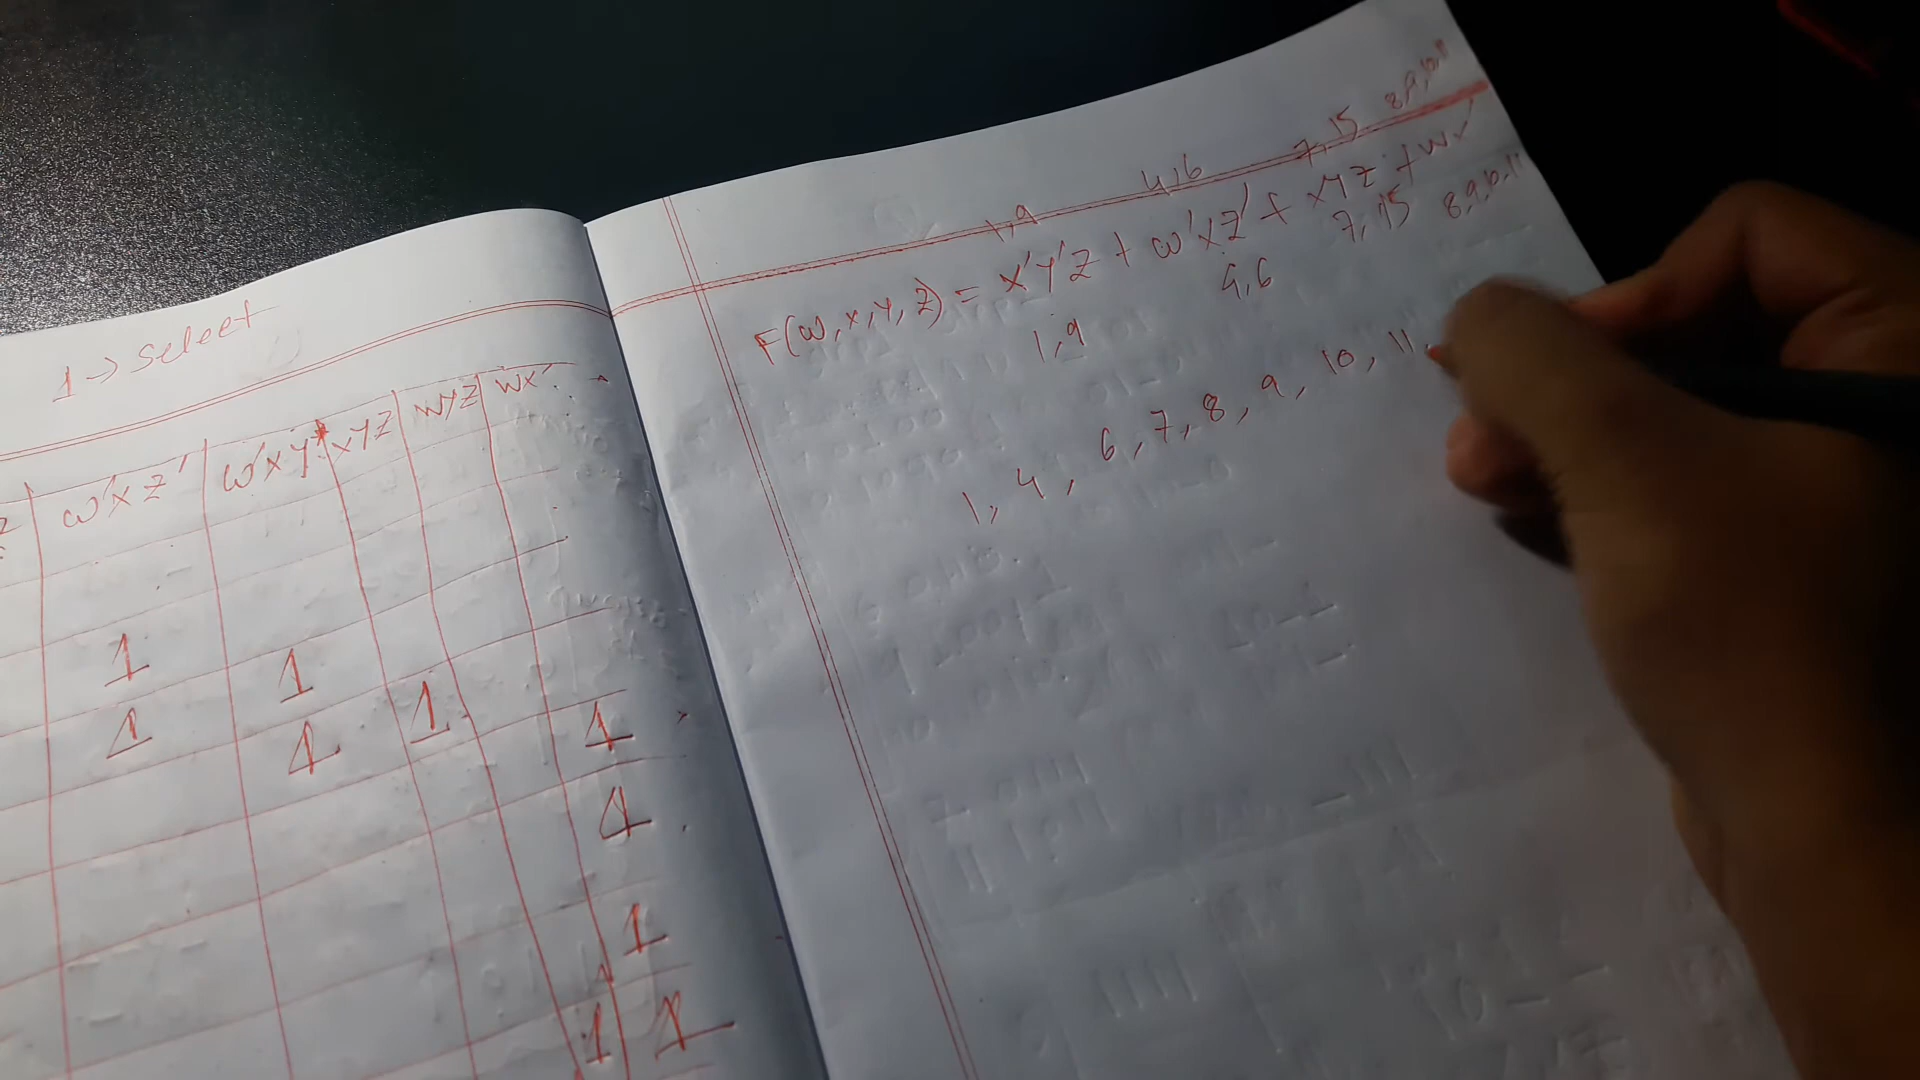 1 → Select
w'xz' w'xy xyz wyz wx'
1 1
1 1 1 1
1
1
1 1
1,9 4,6 7,15 8,9,10,11
F(w,x,y,z) = x'y'z + w'xz' + xyz + wx'
1,9 4,6 7,15 8,9,10,11
1, 4, 6, 7, 8, 9, 10, 11,